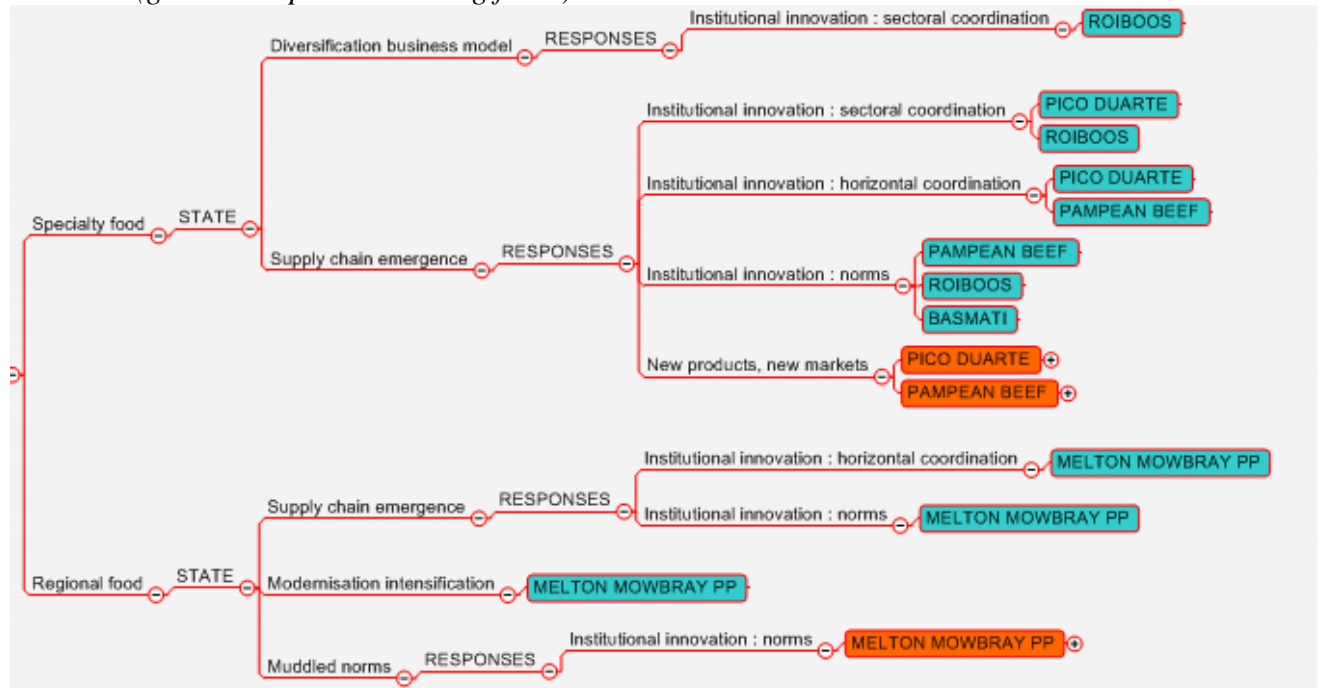 Institutional innovation : sectoral coordination
ROIBOOS
Diversification business model
RESPONSES
Institutional innovation : sectoral coordination
PICO DUARTE
ROIBOOS
Institutional innovation : horizontal coordination
PICO DUARTE
PAMPEAN BEEF
Specialty food
STATE
Supply chain emergence
RESPONSES
Institutional innovation : norms
PAMPEAN BEEF
ROIBOOS
BASMATI
New products, new markets
PICO DUARTE
PAMPEAN BEEF
Institutional innovation : horizontal coordination
MELTON MOWBRAY PP
Supply chain emergence
RESPONSES
Institutional innovation : norms
MELTON MOWBRAY PP
Regional food
STATE
Modernisation intensification
MELTON MOWBRAY PP
Institutional innovation : norms
MELTON MOWBRAY PP
Muddled norms
RESPONSES